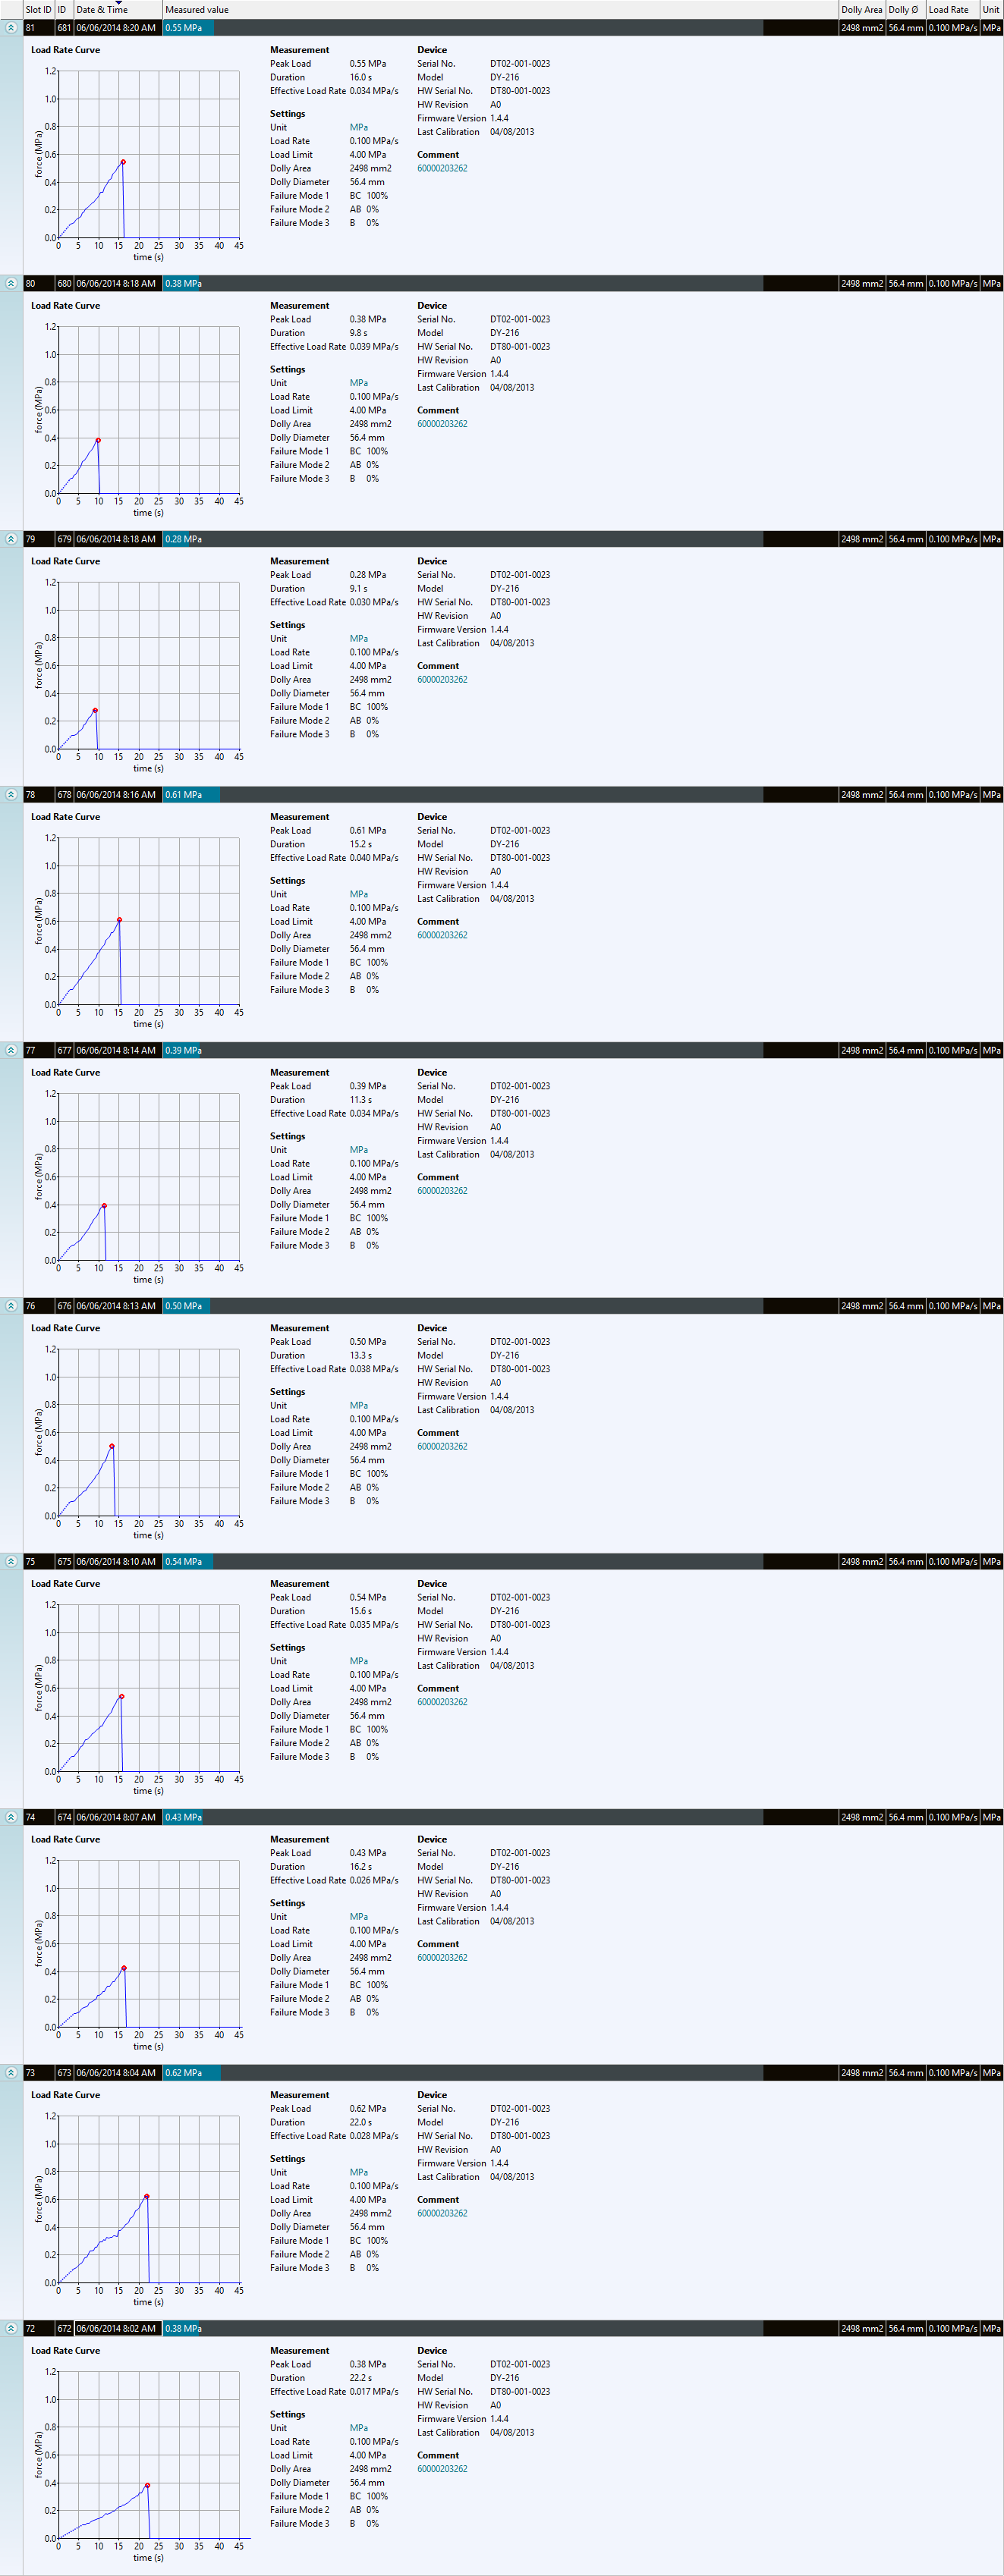 Slot ID ID Date & Time Measured value Dolly Area Dolly Ø Load Rate Unit
81 681 06/06/2014 8:20 AM 0.55 MPa 2498 mm2 56.4 mm 0.100 MPa/s MPa
Load Rate Curve
force (MPa)
1.2
1.0
0.8
0.6
0.4
0.2
0.0
0 5 10 15 20 25 30 35 40 45
time (s)
Measurement
Peak Load 0.55 MPa
Duration 16.0 s
Effective Load Rate 0.034 MPa/s
Settings
Unit MPa
Load Rate 0.100 MPa/s
Load Limit 4.00 MPa
Dolly Area 2498 mm2
Dolly Diameter 56.4 mm
Failure Mode 1 BC 100%
Failure Mode 2 AB 0%
Failure Mode 3 B 0%
Device
Serial No. DT02-001-0023
Model DY-216
HW Serial No. DT80-001-0023
HW Revision A0
Firmware Version 1.4.4
Last Calibration 04/08/2013
Comment
60000203262
80 680 06/06/2014 8:18 AM 0.38 MPa 2498 mm2 56.4 mm 0.100 MPa/s MPa
Load Rate Curve
force (MPa)
1.2
1.0
0.8
0.6
0.4
0.2
0.0
0 5 10 15 20 25 30 35 40 45
time (s)
Measurement
Peak Load 0.38 MPa
Duration 9.8 s
Effective Load Rate 0.039 MPa/s
Settings
Unit MPa
Load Rate 0.100 MPa/s
Load Limit 4.00 MPa
Dolly Area 2498 mm2
Dolly Diameter 56.4 mm
Failure Mode 1 BC 100%
Failure Mode 2 AB 0%
Failure Mode 3 B 0%
Device
Serial No. DT02-001-0023
Model DY-216
HW Serial No. DT80-001-0023
HW Revision A0
Firmware Version 1.4.4
Last Calibration 04/08/2013
Comment
60000203262
79 679 06/06/2014 8:18 AM 0.28 MPa 2498 mm2 56.4 mm 0.100 MPa/s MPa
Load Rate Curve
force (MPa)
1.2
1.0
0.8
0.6
0.4
0.2
0.0
0 5 10 15 20 25 30 35 40 45
time (s)
Measurement
Peak Load 0.28 MPa
Duration 9.1 s
Effective Load Rate 0.030 MPa/s
Settings
Unit MPa
Load Rate 0.100 MPa/s
Load Limit 4.00 MPa
Dolly Area 2498 mm2
Dolly Diameter 56.4 mm
Failure Mode 1 BC 100%
Failure Mode 2 AB 0%
Failure Mode 3 B 0%
Device
Serial No. DT02-001-0023
Model DY-216
HW Serial No. DT80-001-0023
HW Revision A0
Firmware Version 1.4.4
Last Calibration 04/08/2013
Comment
60000203262
78 678 06/06/2014 8:16 AM 0.61 MPa 2498 mm2 56.4 mm 0.100 MPa/s MPa
Load Rate Curve
force (MPa)
1.2
1.0
0.8
0.6
0.4
0.2
0.0
0 5 10 15 20 25 30 35 40 45
time (s)
Measurement
Peak Load 0.61 MPa
Duration 15.2 s
Effective Load Rate 0.040 MPa/s
Settings
Unit MPa
Load Rate 0.100 MPa/s
Load Limit 4.00 MPa
Dolly Area 2498 mm2
Dolly Diameter 56.4 mm
Failure Mode 1 BC 100%
Failure Mode 2 AB 0%
Failure Mode 3 B 0%
Device
Serial No. DT02-001-0023
Model DY-216
HW Serial No. DT80-001-0023
HW Revision A0
Firmware Version 1.4.4
Last Calibration 04/08/2013
Comment
60000203262
77 677 06/06/2014 8:14 AM 0.39 MPa 2498 mm2 56.4 mm 0.100 MPa/s MPa
Load Rate Curve
force (MPa)
1.2
1.0
0.8
0.6
0.4
0.2
0.0
0 5 10 15 20 25 30 35 40 45
time (s)
Measurement
Peak Load 0.39 MPa
Duration 11.3 s
Effective Load Rate 0.034 MPa/s
Settings
Unit MPa
Load Rate 0.100 MPa/s
Load Limit 4.00 MPa
Dolly Area 2498 mm2
Dolly Diameter 56.4 mm
Failure Mode 1 BC 100%
Failure Mode 2 AB 0%
Failure Mode 3 B 0%
Device
Serial No. DT02-001-0023
Model DY-216
HW Serial No. DT80-001-0023
HW Revision A0
Firmware Version 1.4.4
Last Calibration 04/08/2013
Comment
60000203262
76 676 06/06/2014 8:13 AM 0.50 MPa 2498 mm2 56.4 mm 0.100 MPa/s MPa
Load Rate Curve
force (MPa)
1.2
1.0
0.8
0.6
0.4
0.2
0.0
0 5 10 15 20 25 30 35 40 45
time (s)
Measurement
Peak Load 0.50 MPa
Duration 13.3 s
Effective Load Rate 0.038 MPa/s
Settings
Unit MPa
Load Rate 0.100 MPa/s
Load Limit 4.00 MPa
Dolly Area 2498 mm2
Dolly Diameter 56.4 mm
Failure Mode 1 BC 100%
Failure Mode 2 AB 0%
Failure Mode 3 B 0%
Device
Serial No. DT02-001-0023
Model DY-216
HW Serial No. DT80-001-0023
HW Revision A0
Firmware Version 1.4.4
Last Calibration 04/08/2013
Comment
60000203262
75 675 06/06/2014 8:10 AM 0.54 MPa 2498 mm2 56.4 mm 0.100 MPa/s MPa
Load Rate Curve
force (MPa)
1.2
1.0
0.8
0.6
0.4
0.2
0.0
0 5 10 15 20 25 30 35 40 45
time (s)
Measurement
Peak Load 0.54 MPa
Duration 15.6 s
Effective Load Rate 0.035 MPa/s
Settings
Unit MPa
Load Rate 0.100 MPa/s
Load Limit 4.00 MPa
Dolly Area 2498 mm2
Dolly Diameter 56.4 mm
Failure Mode 1 BC 100%
Failure Mode 2 AB 0%
Failure Mode 3 B 0%
Device
Serial No. DT02-001-0023
Model DY-216
HW Serial No. DT80-001-0023
HW Revision A0
Firmware Version 1.4.4
Last Calibration 04/08/2013
Comment
60000203262
74 674 06/06/2014 8:07 AM 0.43 MPa 2498 mm2 56.4 mm 0.100 MPa/s MPa
Load Rate Curve
force (MPa)
1.2
1.0
0.8
0.6
0.4
0.2
0.0
0 5 10 15 20 25 30 35 40 45
time (s)
Measurement
Peak Load 0.43 MPa
Duration 16.2 s
Effective Load Rate 0.026 MPa/s
Settings
Unit MPa
Load Rate 0.100 MPa/s
Load Limit 4.00 MPa
Dolly Area 2498 mm2
Dolly Diameter 56.4 mm
Failure Mode 1 BC 100%
Failure Mode 2 AB 0%
Failure Mode 3 B 0%
Device
Serial No. DT02-001-0023
Model DY-216
HW Serial No. DT80-001-0023
HW Revision A0
Firmware Version 1.4.4
Last Calibration 04/08/2013
Comment
60000203262
73 673 06/06/2014 8:04 AM 0.62 MPa 2498 mm2 56.4 mm 0.100 MPa/s MPa
Load Rate Curve
force (MPa)
1.2
1.0
0.8
0.6
0.4
0.2
0.0
0 5 10 15 20 25 30 35 40 45
time (s)
Measurement
Peak Load 0.62 MPa
Duration 22.0 s
Effective Load Rate 0.028 MPa/s
Settings
Unit MPa
Load Rate 0.100 MPa/s
Load Limit 4.00 MPa
Dolly Area 2498 mm2
Dolly Diameter 56.4 mm
Failure Mode 1 BC 100%
Failure Mode 2 AB 0%
Failure Mode 3 B 0%
Device
Serial No. DT02-001-0023
Model DY-216
HW Serial No. DT80-001-0023
HW Revision A0
Firmware Version 1.4.4
Last Calibration 04/08/2013
Comment
60000203262
72 672 06/06/2014 8:02 AM 0.38 MPa 2498 mm2 56.4 mm 0.100 MPa/s MPa
Load Rate Curve
force (MPa)
1.2
1.0
0.8
0.6
0.4
0.2
0.0
0 5 10 15 20 25 30 35 40 45
time (s)
Measurement
Peak Load 0.38 MPa
Duration 22.2 s
Effective Load Rate 0.017 MPa/s
Settings
Unit MPa
Load Rate 0.100 MPa/s
Load Limit 4.00 MPa
Dolly Area 2498 mm2
Dolly Diameter 56.4 mm
Failure Mode 1 BC 100%
Failure Mode 2 AB 0%
Failure Mode 3 B 0%
Device
Serial No. DT02-001-0023
Model DY-216
HW Serial No. DT80-001-0023
HW Revision A0
Firmware Version 1.4.4
Last Calibration 04/08/2013
Comment
60000203262